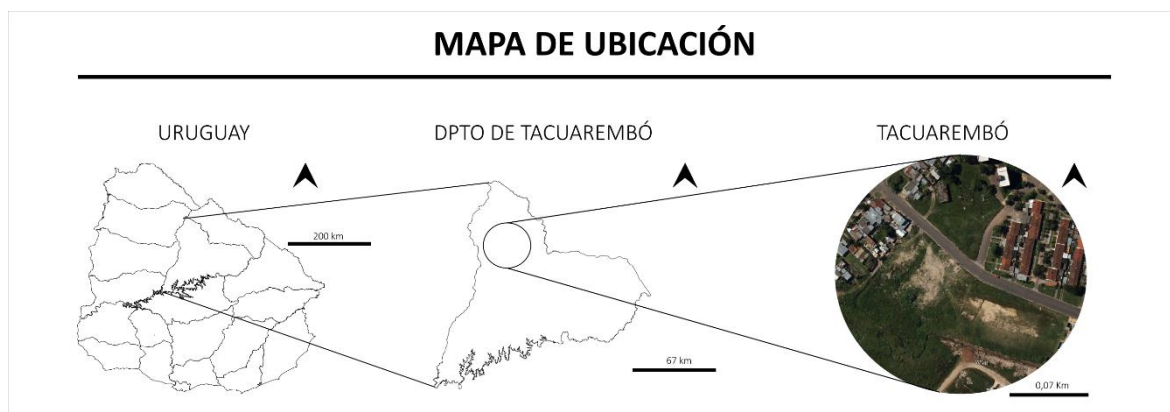 MAPA DE UBICACIÓN
URUGUAY
DPTO DE TACUAREMBÓ
TACUAREMBÓ
200 km
67 km
0,07 Km